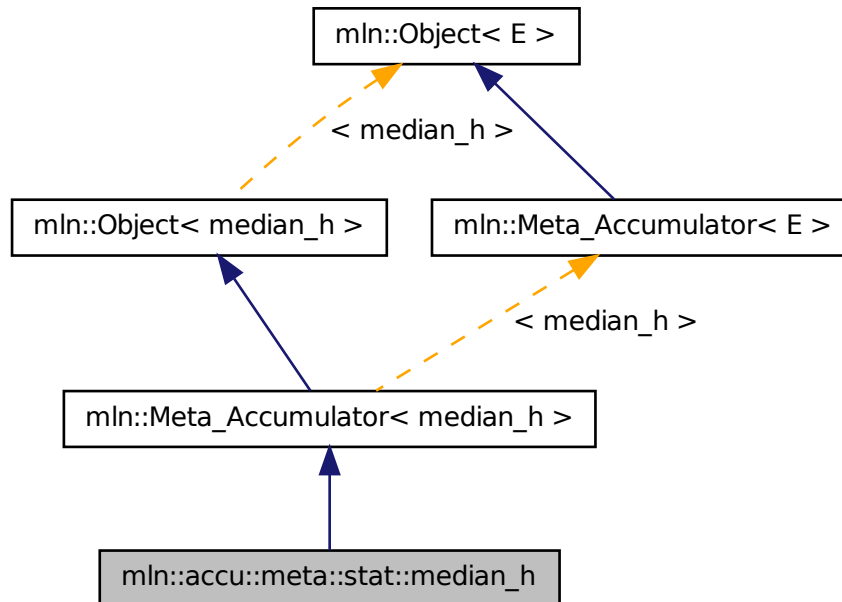 mln::Object< E >
< median_h >
mln::Object< median_h >
mln::Meta_Accumulator< E >
< median_h >
mln::Meta_Accumulator< median_h >
mln::accu::meta::stat::median_h